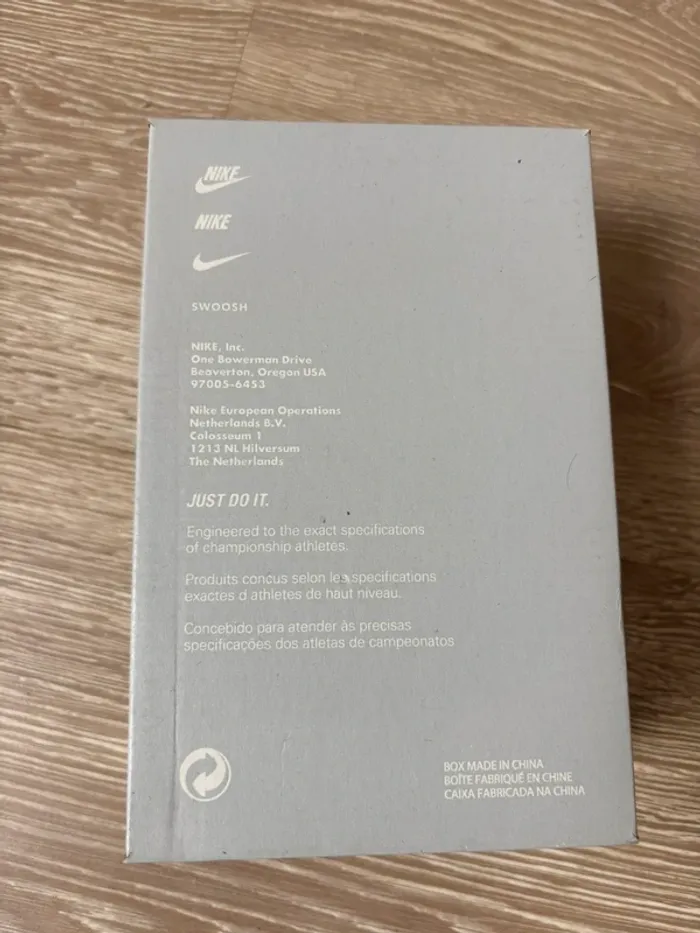 NIKE
NIKE
SWOOSH
NIKE, Inc.
One Bowerman Drive
Beaverton, Oregon USA
97005-6453
Nike European Operations
Netherlands B.V.
Colosseum 1
1213 NL Hilversum
The Netherlands
JUST DO IT.
Engineered to the exact specifications
of championship athletes.
Produits concus selon les specifications
exactes d athletes de haut niveau.
Concebido para atender às precisas
specificações dos atletas de campeonatos
BOX MADE IN CHINA
BOÎTE FABRIQUÉ EN CHINE
CAIXA FABRICADA NA CHINA